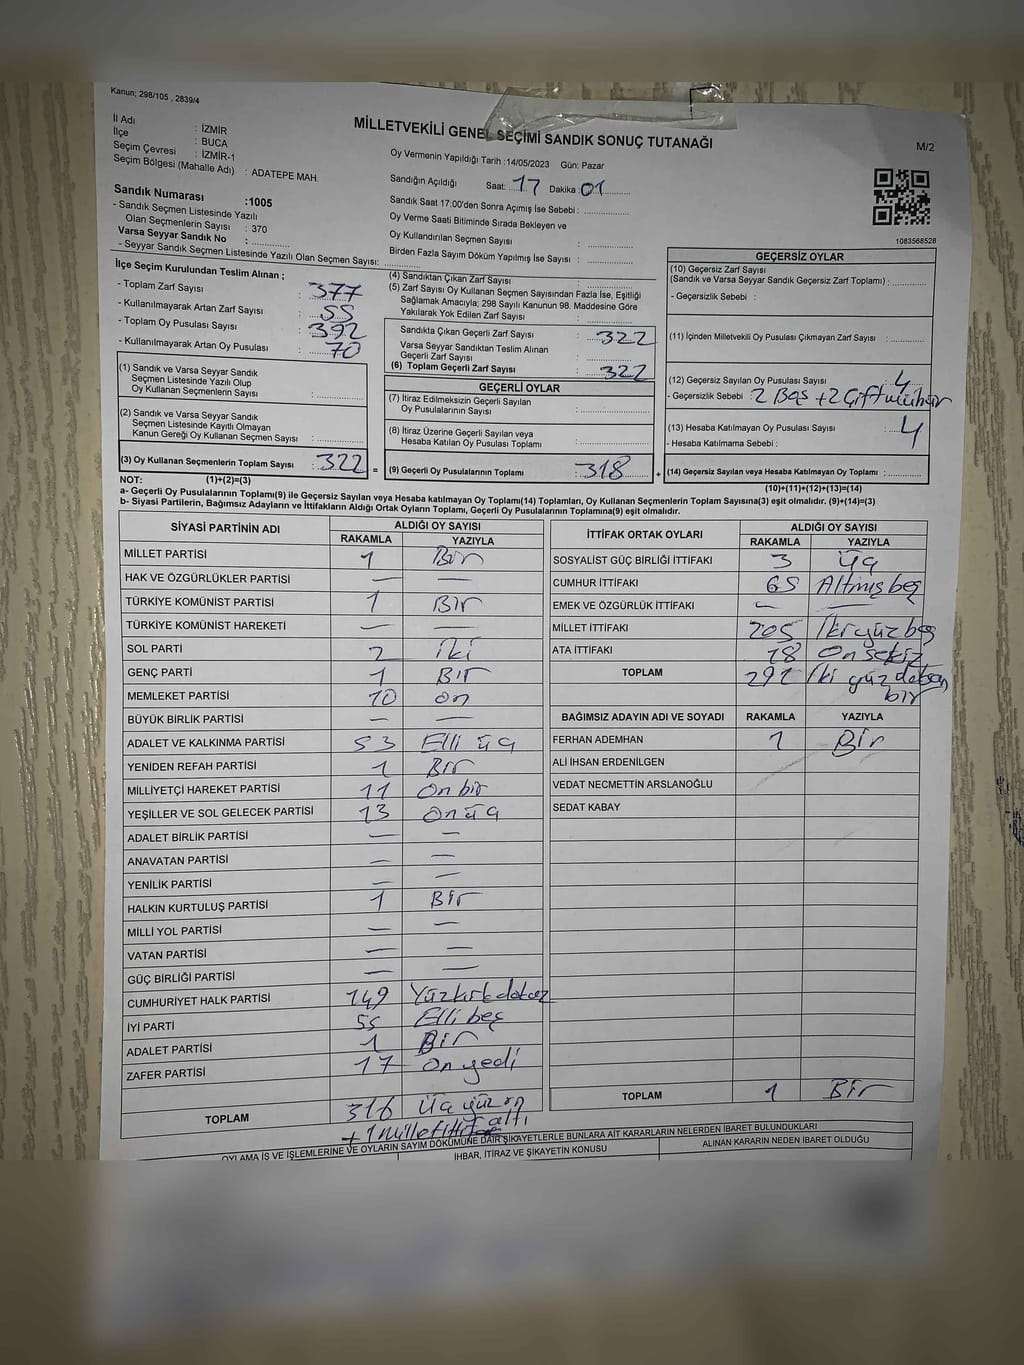 Kanun; 298/105 , 2839/4
MİLLETVEKİLİ GENEL SEÇİMİ SANDIK SONUÇ TUTANAĞI
M/2
İl Adı : İZMİR
İlçe : BUCA
Seçim Çevresi : İZMİR-1
Seçim Bölgesi (Mahalle Adı) : ADATEPE MAH.
Sandık Numarası :1005
- Sandık Seçmen Listesinde Yazılı
Olan Seçmenlerin Sayısı : 370
Varsa Seyyar Sandık No : ............
- Seyyar Sandık Seçmen Listesinde Yazılı Olan Seçmen Sayısı: ............
Oy Vermenin Yapıldığı Tarih :14/05/2023 Gün: Pazar
Sandığın Açıldığı Saat: 17 Dakika 01
Sandık Saat 17:00'den Sonra Açımış İse Sebebi : ............
Oy Verme Saati Bitiminde Sırada Bekleyen ve
Oy Kullandırılan Seçmen Sayısı : ............
Birden Fazla Sayım Döküm Yapılmış İse Sayısı : ............
1083568528
İlçe Seçim Kurulundan Teslim Alınan ;
- Toplam Zarf Sayısı : 377
- Kullanılmayarak Artan Zarf Sayısı : 55
- Toplam Oy Pusulası Sayısı : 392
- Kullanılmayarak Artan Oy Pusulası : 70
(1) Sandık ve Varsa Seyyar Sandık
Seçmen Listesinde Yazılı Olup
Oy Kullanan Seçmenlerin Sayısı : ............
(2) Sandık ve Varsa Seyyar Sandık
Seçmen Listesinde Kayıtlı Olmayan
Kanun Gereği Oy Kullanan Seçmen Sayısı : ............
(3) Oy Kullanan Seçmenlerin Toplam Sayısı : 322 =
(4) Sandıktan Çıkan Zarf Sayısı : ............
(5) Zarf Sayısı Oy Kullanan Seçmen Sayısından Fazla İse, Eşitliği
Sağlamak Amacıyla; 298 Sayılı Kanunun 98. Maddesine Göre
Yakılarak Yok Edilen Zarf Sayısı : ............
Sandıkta Çıkan Geçerli Zarf Sayısı : 322
Varsa Seyyar Sandıktan Teslim Alınan
Geçerli Zarf Sayısı : ............
(6) Toplam Geçerli Zarf Sayısı : 322
GEÇERLİ OYLAR
(7) İtiraz Edilmeksizin Geçerli Sayılan
Oy Pusulalarının Sayısı : ............
(8) İtiraz Üzerine Geçerli Sayılan veya
Hesaba Katılan Oy Pusulası Toplamı : ............
(9) Geçerli Oy Pusulalarının Toplamı : 318 +
GEÇERSİZ OYLAR
(10) Geçersiz Zarf Sayısı
(Sandık ve Varsa Seyyar Sandık Geçersiz Zarf Toplamı) : ............
- Geçersizlik Sebebi :
(11) İçinden Milletvekili Oy Pusulası Çıkmayan Zarf Sayısı : ............
(12) Geçersiz Sayılan Oy Pusulası Sayısı : 4
- Geçersizlik Sebebi : 2 Boş + 2 Çift mühür
(13) Hesaba Katılmayan Oy Pusulası Sayısı : 4
- Hesaba Katılmama Sebebi :
(14) Geçersiz Sayılan veya Hesaba Katılmayan Oy Toplamı : ............
NOT: (1)+(2)=(3) (10)+(11)+(12)+(13)=(14)
a- Geçerli Oy Pusulalarının Toplamı(9) ile Geçersiz Sayılan veya Hesaba katılmayan Oy Toplamı(14) Toplamları, Oy Kullanan Seçmenlerin Toplam Sayısına(3) eşit olmalıdır. (9)+(14)=(3)
b- Siyasi Partilerin, Bağımsız Adayların ve İttifakların Aldığı Ortak Oyların Toplamı, Geçerli Oy Pusulalarının Toplamına(9) eşit olmalıdır.
SİYASİ PARTİNİN ADI ALDIĞI OY SAYISI
RAKAMLA YAZIYLA
MİLLET PARTİSİ 1 Bir
HAK VE ÖZGÜRLÜKLER PARTİSİ — —
TÜRKİYE KOMÜNİST PARTİSİ 1 Bir
TÜRKİYE KOMÜNİST HAREKETİ — —
SOL PARTİ 2 iki
GENÇ PARTİ 1 Bir
MEMLEKET PARTİSİ 10 on
BÜYÜK BİRLİK PARTİSİ — —
ADALET VE KALKINMA PARTİSİ 53 Elli üç
YENİDEN REFAH PARTİSİ 1 Bir
MİLLİYETÇİ HAREKET PARTİSİ 11 On bir
YEŞİLLER VE SOL GELECEK PARTİSİ 13 on üç
ADALET BİRLİK PARTİSİ — —
ANAVATAN PARTİSİ — —
YENİLİK PARTİSİ — —
HALKIN KURTULUŞ PARTİSİ 1 Bir
MİLLİ YOL PARTİSİ — —
VATAN PARTİSİ — —
GÜÇ BİRLİĞİ PARTİSİ — —
CUMHURİYET HALK PARTİSİ 149 Yüzkırkdokuz
İYİ PARTİ 55 Elli beş
ADALET PARTİSİ 1 Bir
ZAFER PARTİSİ 17 On yedi
TOPLAM 316 Üç yüz on altı
+ 1 Millet ittifakı
İTTİFAK ORTAK OYLARI ALDIĞI OY SAYISI
RAKAMLA YAZIYLA
SOSYALİST GÜÇ BİRLİĞİ İTTİFAKI 3 üç
CUMHUR İTTİFAKI 65 Altmış beş
EMEK VE ÖZGÜRLÜK İTTİFAKI — —
MİLLET İTTİFAKI 205 İki yüz beş
ATA İTTİFAKI 18 On sekiz
TOPLAM 291 İki yüz doksan
bir
BAĞIMSIZ ADAYIN ADI VE SOYADI RAKAMLA YAZIYLA
FERHAN ADEMHAN 1 Bir
ALİ İHSAN ERDENİLGEN
VEDAT NECMETTİN ARSLANOĞLU
SEDAT KABAY
TOPLAM 1 Bir
OYLAMA İŞ VE İŞLEMLERİNE VE OYLARIN SAYIM DÖKÜMÜNE DAİR ŞİKAYETLERLE BUNLARA AİT KARARLARIN NELERDEN İBARET BULUNDUKLARI
İHBAR, İTİRAZ VE ŞİKAYETİN KONUSU ALINAN KARARIN NEDEN İBARET OLDUĞU